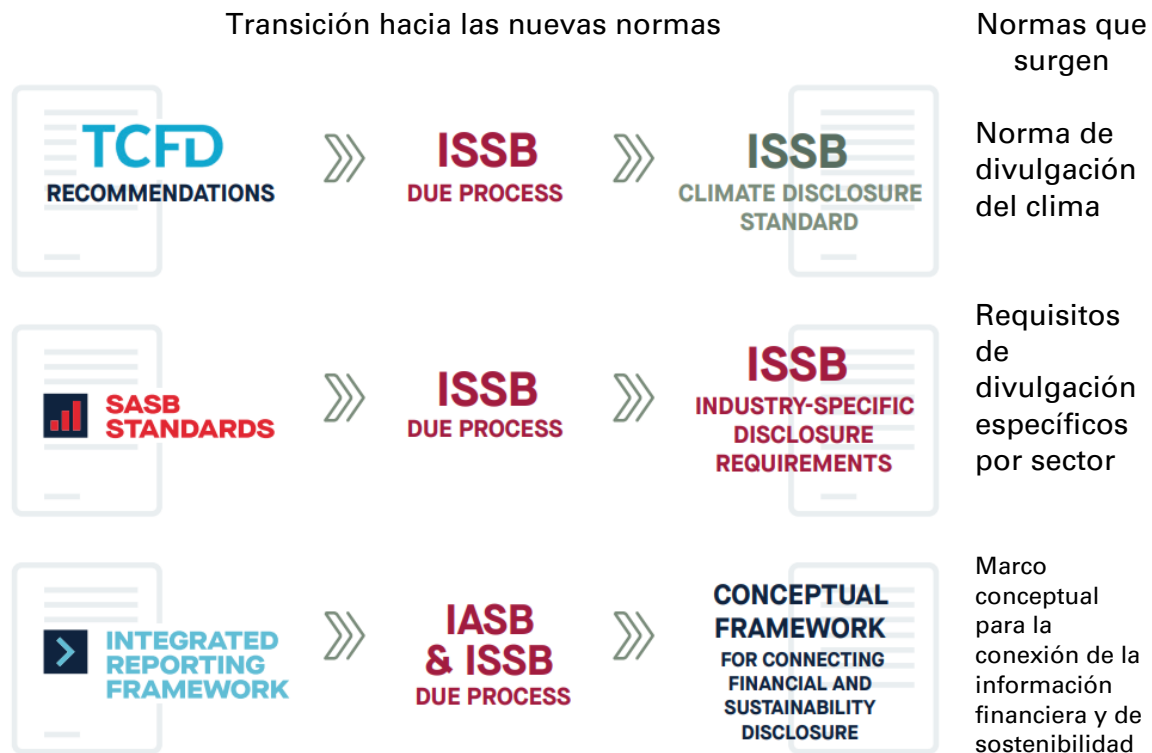 Transición hacia las nuevas normas
Normas que
surgen
TCFD
RECOMMENDATIONS
ISSB
DUE PROCESS
ISSB
CLIMATE DISCLOSURE
STANDARD
Norma de
divulgación
del clima
SASB
STANDARDS
ISSB
DUE PROCESS
ISSB
INDUSTRY-SPECIFIC
DISCLOSURE
REQUIREMENTS
Requisitos
de
divulgación
específicos
por sector
INTEGRATED
REPORTING
FRAMEWORK
IASB
& ISSB
DUE PROCESS
CONCEPTUAL
FRAMEWORK
FOR CONNECTING
FINANCIAL AND
SUSTAINABILITY
DISCLOSURE
Marco
conceptual
para la
conexión de la
información
financiera y de
sostenibilidad